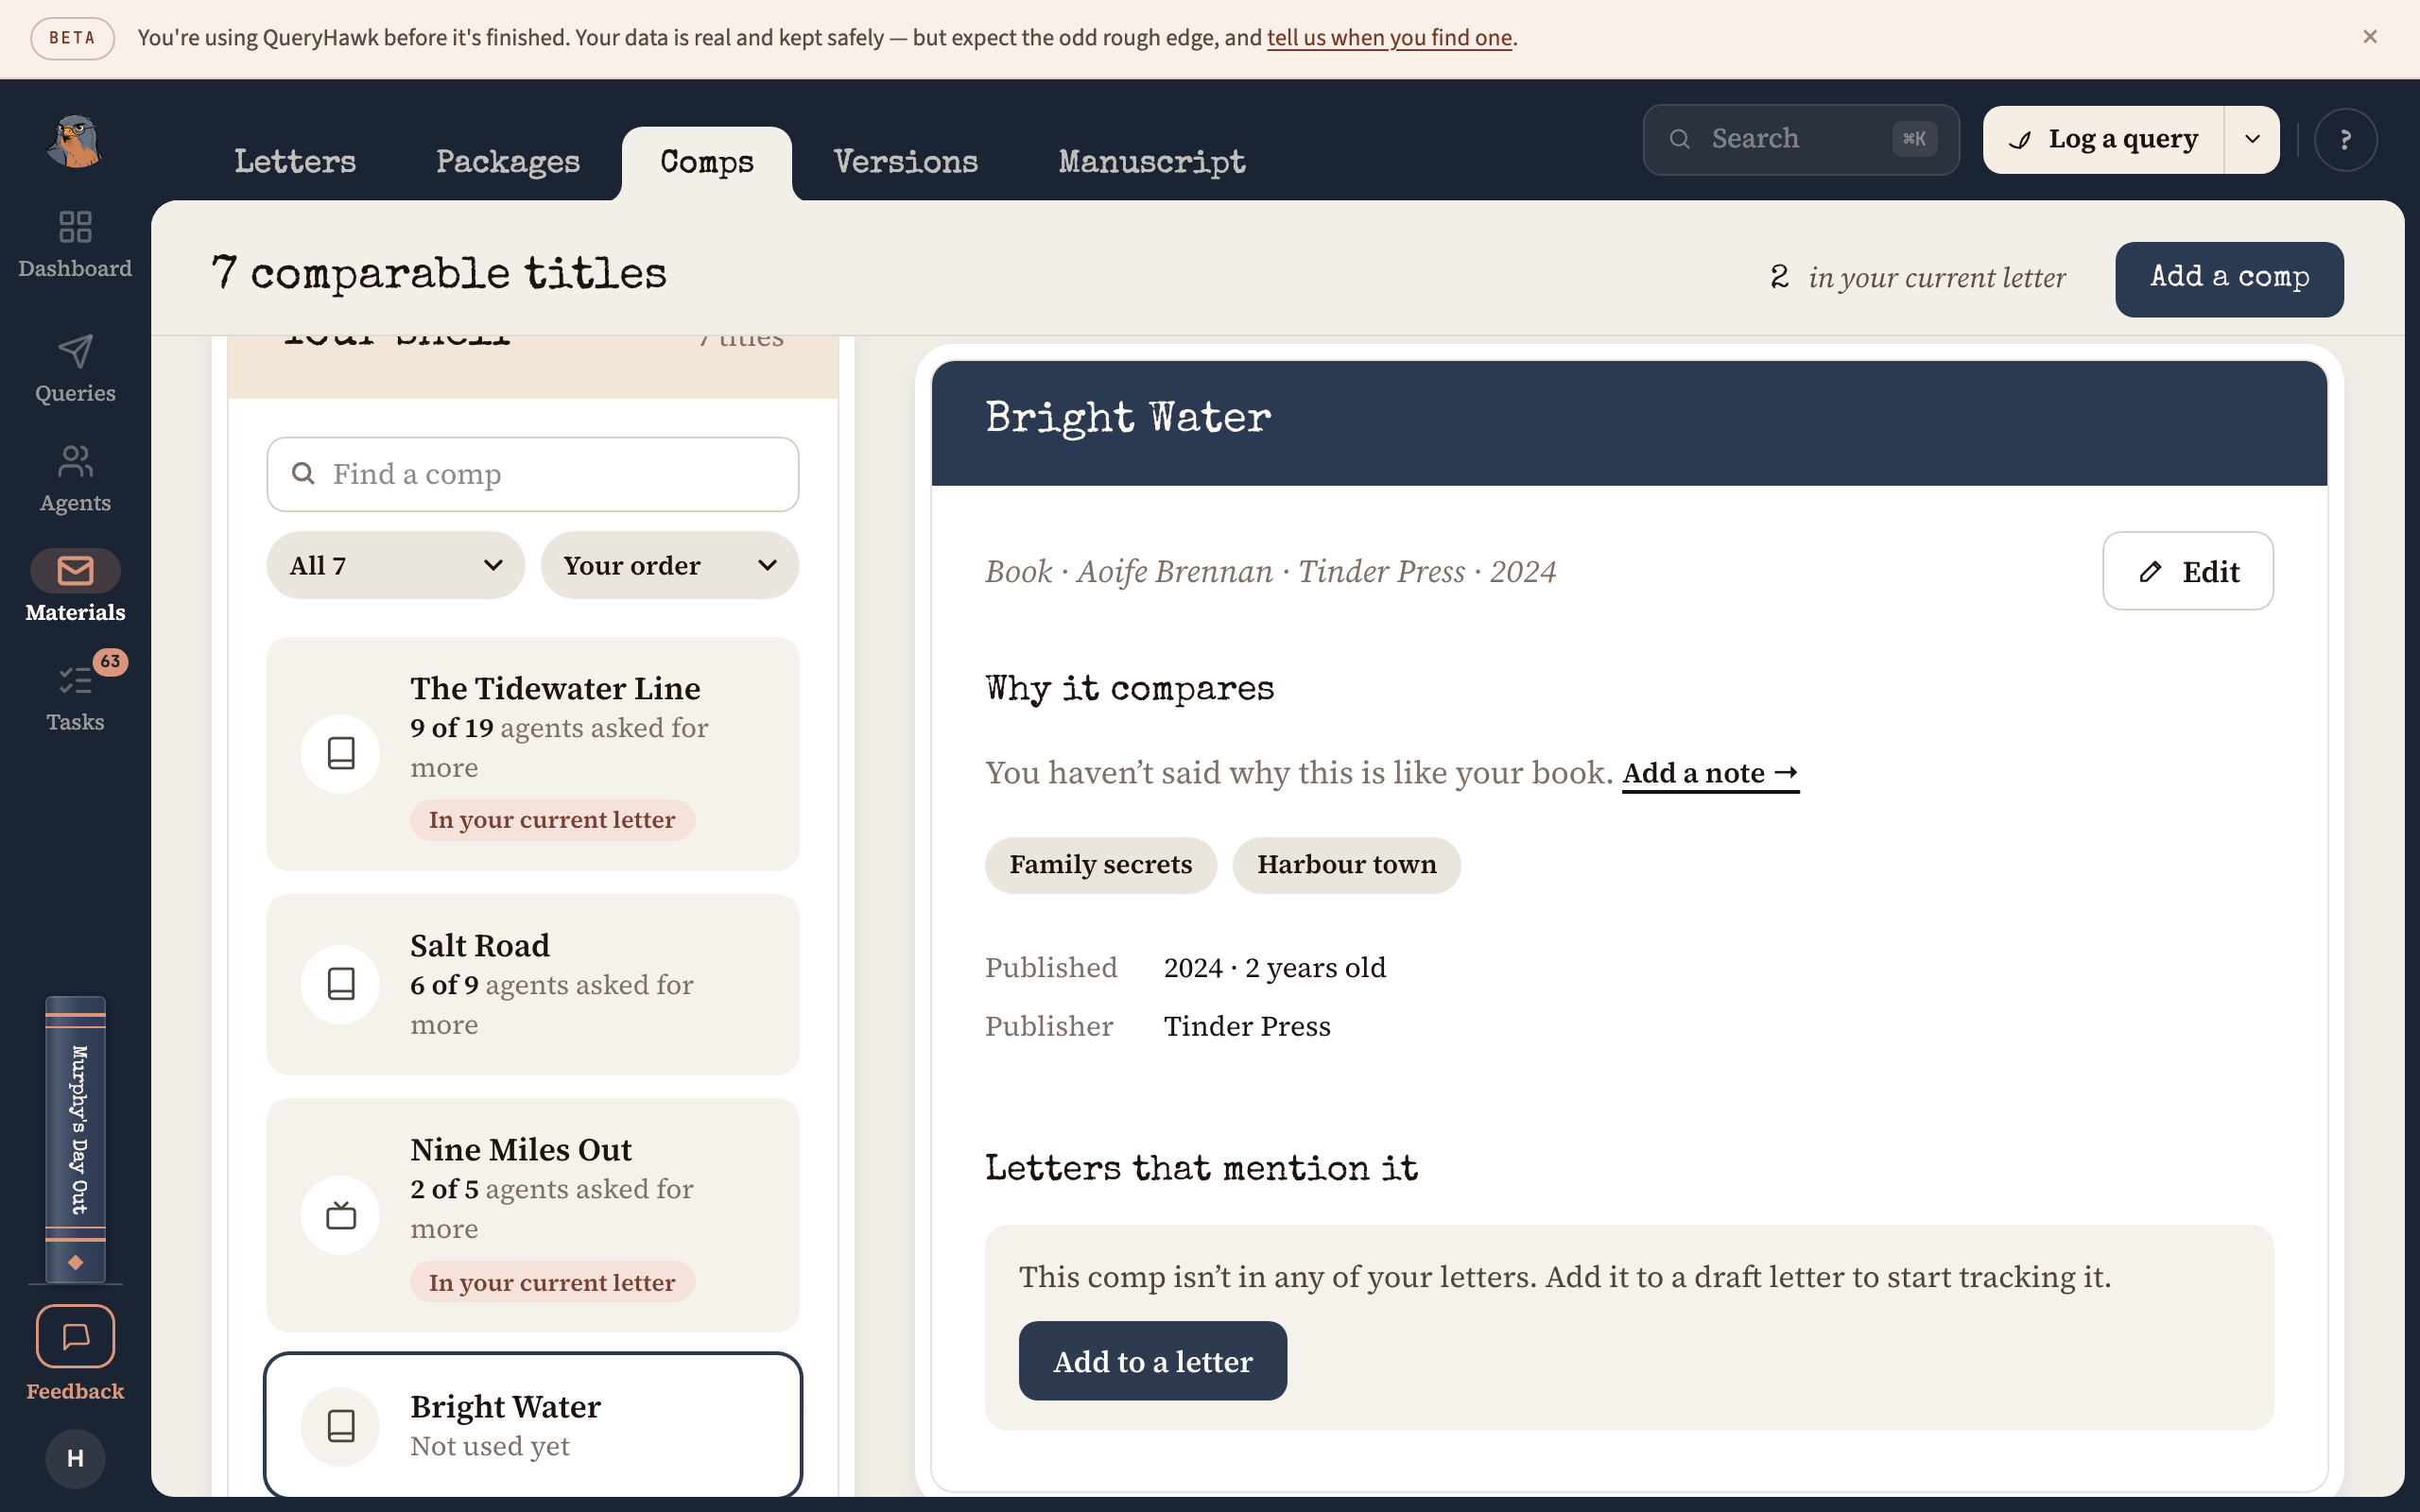 BETA
You're using QueryHawk before it's finished. Your data is real and kept safely — but expect the odd rough edge, and tell us when you find one.
Letters
Packages
Comps
Versions
Manuscript
Search
⌘K
Log a query
?
Dashboard
Queries
Agents
Materials
63
Tasks
Murphy's Day Out
Feedback
H
7 comparable titles
2 in your current letter
Add a comp
Your shelf
7 titles
Find a comp
All 7
Your order
The Tidewater Line
9 of 19 agents asked for
more
In your current letter
Salt Road
6 of 9 agents asked for
more
Nine Miles Out
2 of 5 agents asked for
more
In your current letter
Bright Water
Not used yet
Bright Water
Book · Aoife Brennan · Tinder Press · 2024
Edit
Why it compares
You haven’t said why this is like your book. Add a note →
Family secrets
Harbour town
Published 2024 · 2 years old
Publisher Tinder Press
Letters that mention it
This comp isn’t in any of your letters. Add it to a draft letter to start tracking it.
Add to a letter